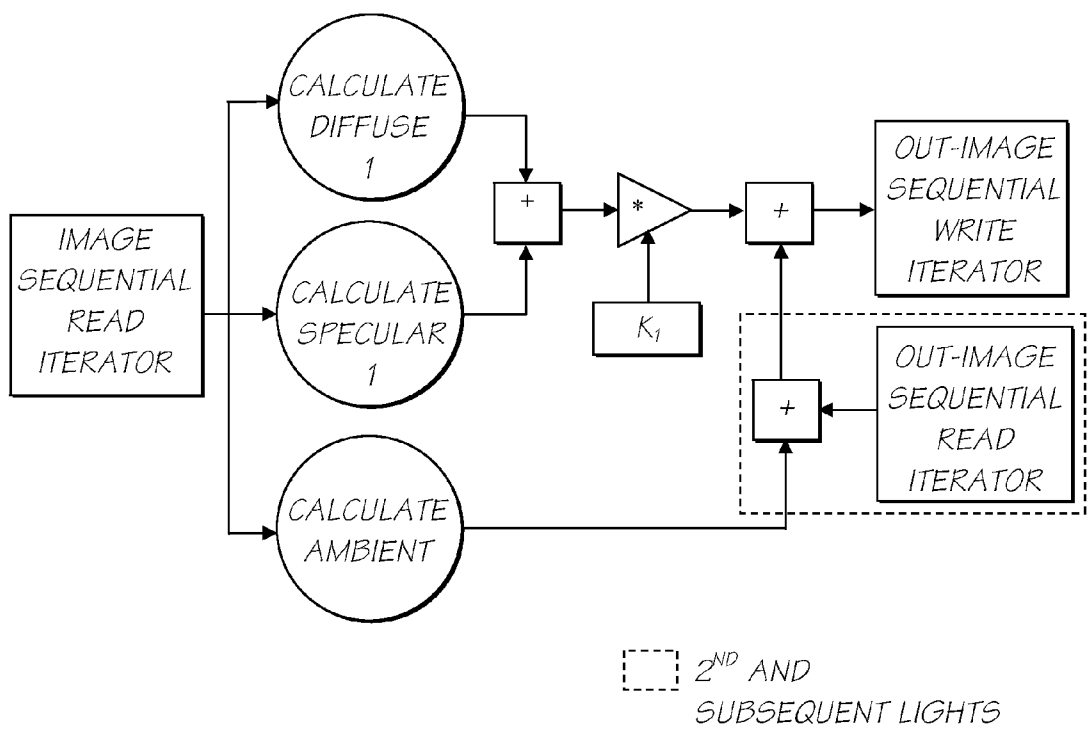 CALCULATE
DIFFUSE
1
IMAGE
SEQUENTIAL
READ
ITERATOR
CALCULATE
SPECULAR
1
CALCULATE
AMBIENT
+
*
K₁
+
OUT-IMAGE
SEQUENTIAL
WRITE
ITERATOR
+
OUT-IMAGE
SEQUENTIAL
READ
ITERATOR
2ND AND
SUBSEQUENT LIGHTS